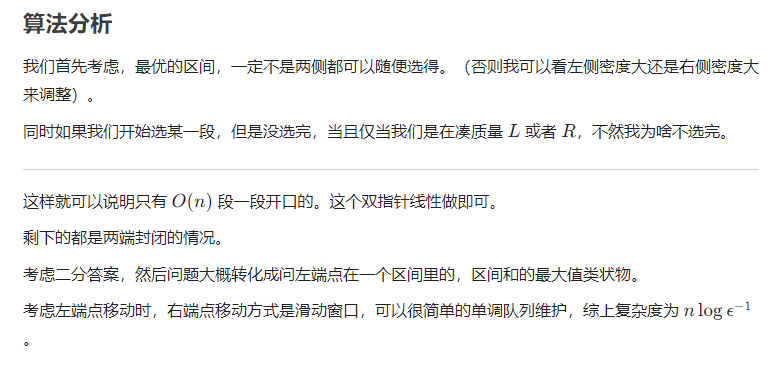 算法分析
我们首先考虑，最优的区间，一定不是两侧都可以随便选得。（否则我可以看左侧密度大还是右侧密度大
来调整）。
同时如果我们开始选某一段，但是没选完，当且仅当我们是在凑质量 L 或者 R，不然我为啥不选完。
这样就可以说明只有 O(n) 段一段开口的。这个双指针线性做即可。
剩下的都是两端封闭的情况。
考虑二分答案，然后问题大概转化成问左端点在一个区间里的，区间和的最大值类状物。
考虑左端点移动时，右端点移动方式是滑动窗口，可以很简单的单调队列维护，综上复杂度为 n log ϵ⁻¹
。